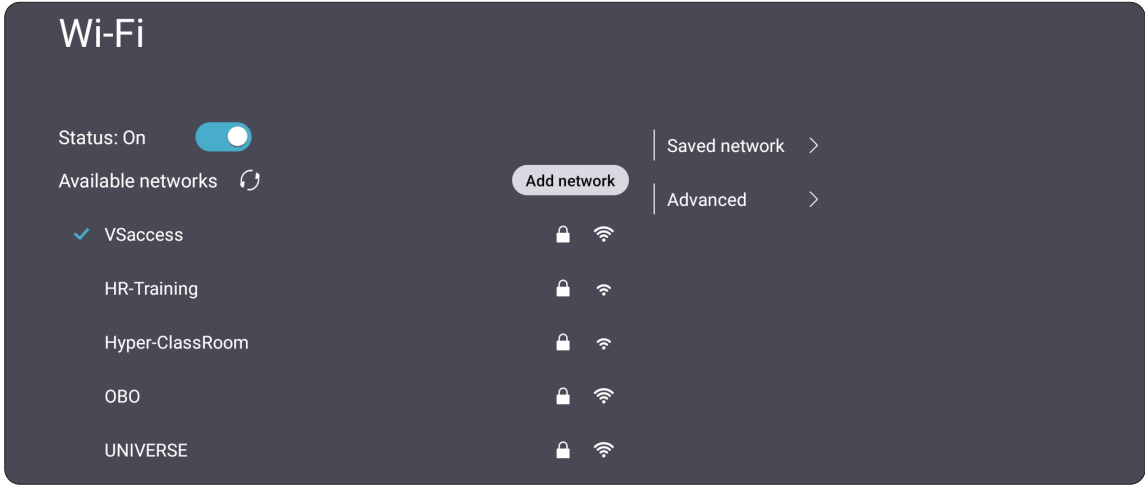 Wi-Fi
Status: On
Available networks
Add network
VSaccess
HR-Training
Hyper-ClassRoom
OBO
UNIVERSE
Saved network
Advanced